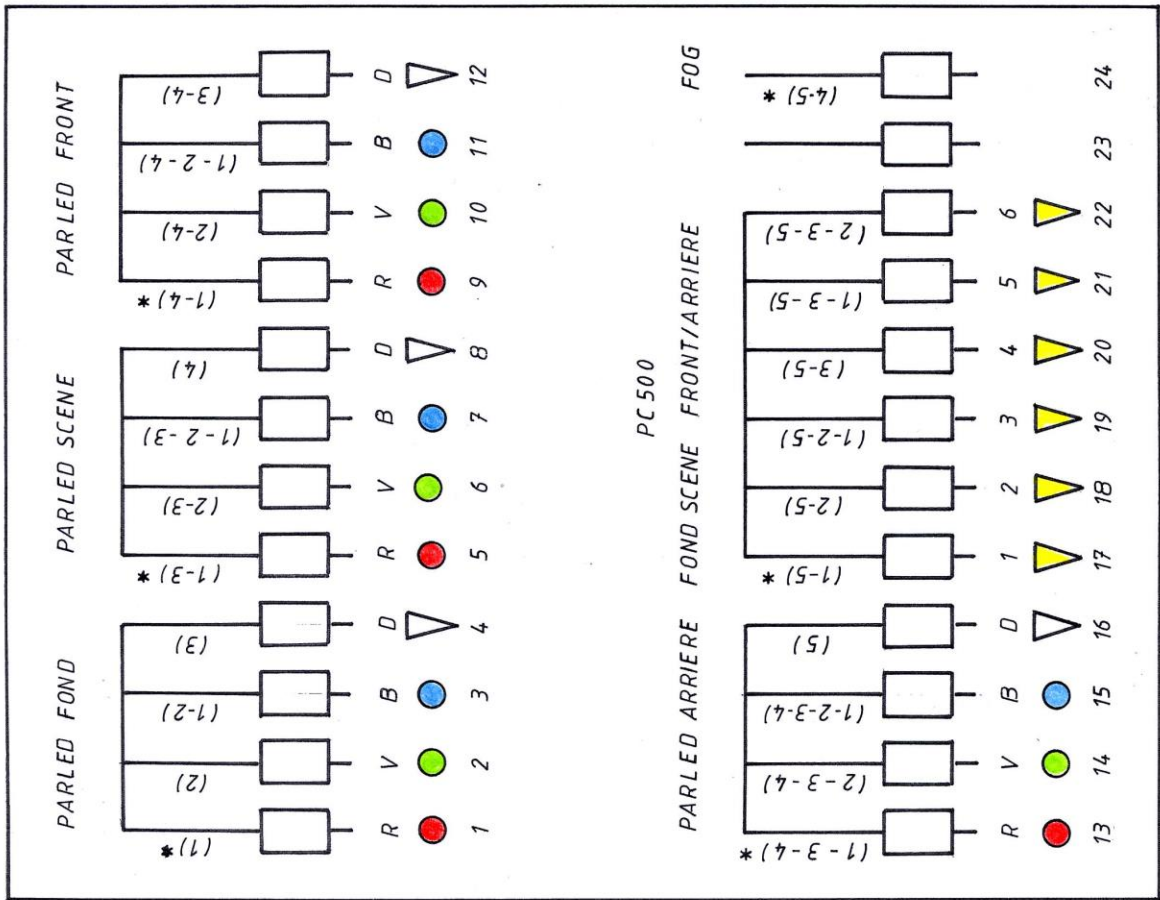 PARLED FOND PARLED SCENE PARLED FRONT
(1)* (2) (1-2) (3) (1-3)* (2-3) (1-2-3) (4) (1-4)* (2-4) (1-2-4) (3-4)
R V B D R V B D R V B D
1 2 3 4 5 6 7 8 9 10 11 12
PC500
PARLED ARRIERE FOND SCENE FRONT/ARRIERE FOG
(1-3-4)* (2-3-4) (1-2-3-4) (5) (1-5)* (2-5) (1-2-5) (3-5) (1-3-5) (2-3-5) (4-5)*
R V B D 1 2 3 4 5 6
13 14 15 16 17 18 19 20 21 22 23 24